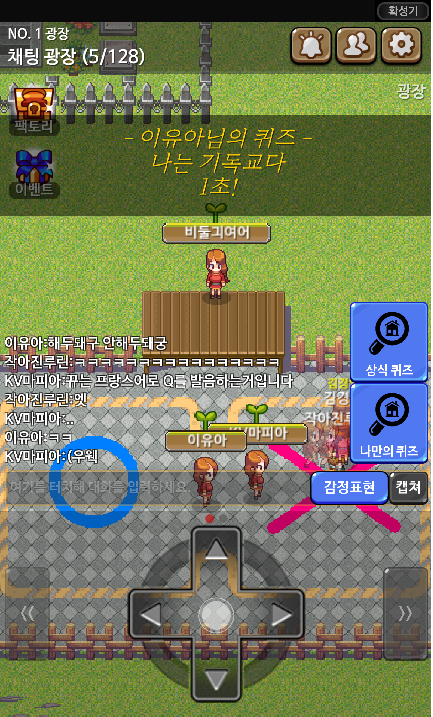 확성기
NO. 1 광장
채팅 광장 (5/128)
광장
팩토리
이벤트
- 이유아님의 퀴즈 -
나는 기독교다
1초!
비둘긔여어
이유아:해두돼구 안해두돼궁
작아진루린:ㅋㅋㅋㅋㅋㅋㅋㅋㅋㅋㅋㅋㅋㅋㅋㅋ
KV마피아:뀨는 프랑스어로 Q를 발음하는거입니다
작아진루린:엣
KV마피아:..
이유아:ㅋㅋ
KV마피아:(우웩
상식 퀴즈
나만의 퀴즈
이유아
KV마피아
여기를 터치해 대화를 입력하세요.
감정표현
캡쳐